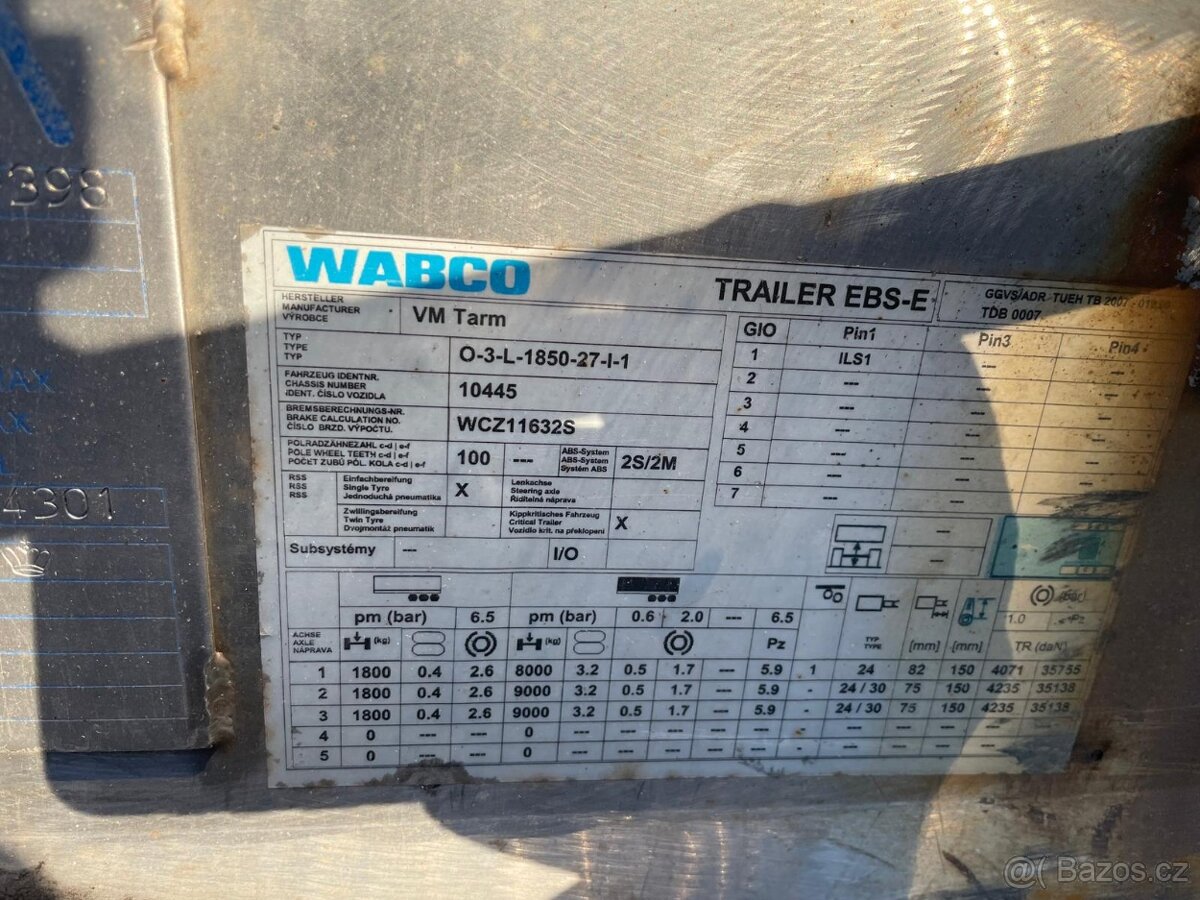 398
4301
WABCO
TRAILER EBS-E
GGVS/ADR TUEH TB 2007 - 019
TDB 0007
HERSTELLER
MANUFACTURER
VÝROBCE
VM Tarm
TYP
TYPE
TYP
O-3-L-1850-27-I-1
FAHRZEUG IDENTNR.
CHASSIS NUMBER
IDENT. ČÍSLO VOZIDLA
10445
BREMSBERECHNUNGS-NR.
BRAKE CALCULATION NO.
ČÍSLO BRZD. VÝPOČTU.
WCZ11632S
POLRADZÄHNEZAHL c-d | e-f
POLE WHEEL TEETH c-d | e-f
POČET ZUBŮ PÓL. KOLA c-d | e-f
100 ---
ABS-System
ABS-System
Systém ABS
2S/2M
RSS
RSS
RSS
Einfachbereifung
Single Tyre
Jednoduchá pneumatika
X
Lenkachse
Steering axle
Řiditelná náprava
Zwillingsbereifung
Twin Tyre
Dvojmontáž pneumatik
Kippkritisches Fahrzeug
Critical Trailer
Vozidlo krit. na překlopení
X
Subsystémy --- I/O
GIO Pin1 Pin3 Pin4
1 ILS1 --- ---
2 --- --- ---
3 --- --- ---
4 --- --- ---
5 --- --- ---
6 --- --- ---
7 --- --- ---
---
---
pm (bar) 6.5 pm (bar) 0.6 2.0 --- 6.5
1.0
ACHSE
AXLE
NÁPRAVA
(kg) (kg) Pz
TYP
TYPE
[mm] [mm] TR (daN)
1 1800 0.4 2.6 8000 3.2 0.5 1.7 --- 5.9 1 24 82 150 4071 35755
2 1800 0.4 2.6 9000 3.2 0.5 1.7 --- 5.9 - 24 / 30 75 150 4235 35138
3 1800 0.4 2.6 9000 3.2 0.5 1.7 --- 5.9 - 24 / 30 75 150 4235 35138
4 0 --- --- 0 --- --- --- --- --- - --- --- --- --- ---
5 0 --- --- 0 --- --- --- --- --- - --- --- --- --- ---
@( Bazos.cz